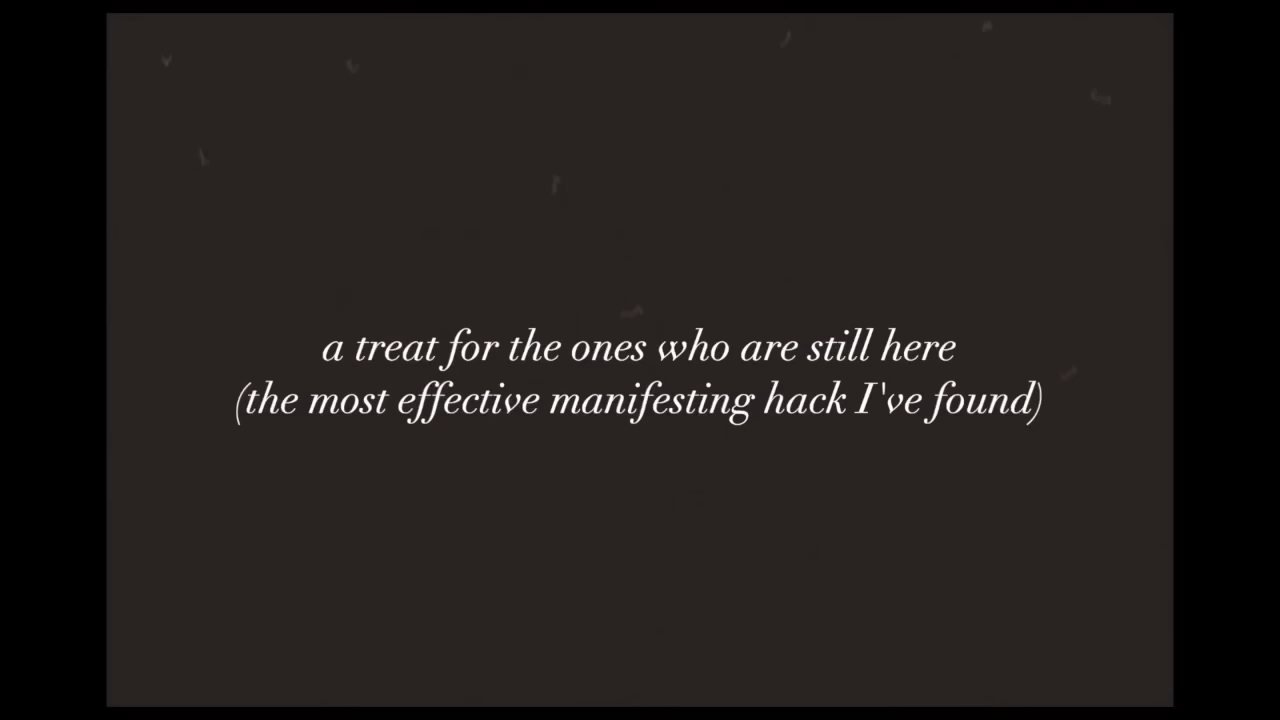 a treat for the ones who are still here
(the most effective manifesting hack I've found)